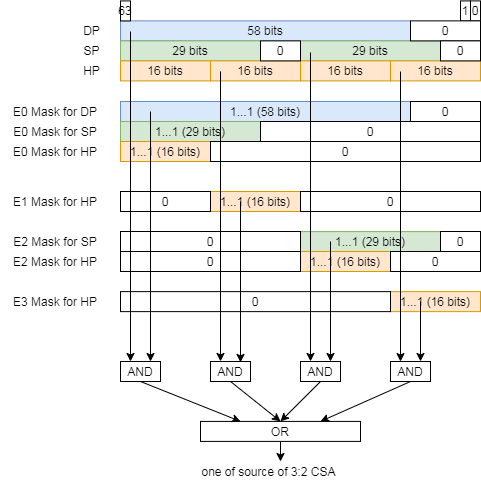 63 1 0
DP 58 bits 0
SP 29 bits 0 29 bits 0
HP 16 bits 16 bits 16 bits 16 bits
E0 Mask for DP 1...1 (58 bits) 0
E0 Mask for SP 1...1 (29 bits) 0
E0 Mask for HP 1...1 (16 bits) 0
E1 Mask for HP 0 1...1 (16 bits) 0
E2 Mask for SP 0 1...1 (29 bits) 0
E2 Mask for HP 0 1...1 (16 bits) 0
E3 Mask for HP 0 1...1 (16 bits)
AND AND AND AND
OR
one of source of 3:2 CSA